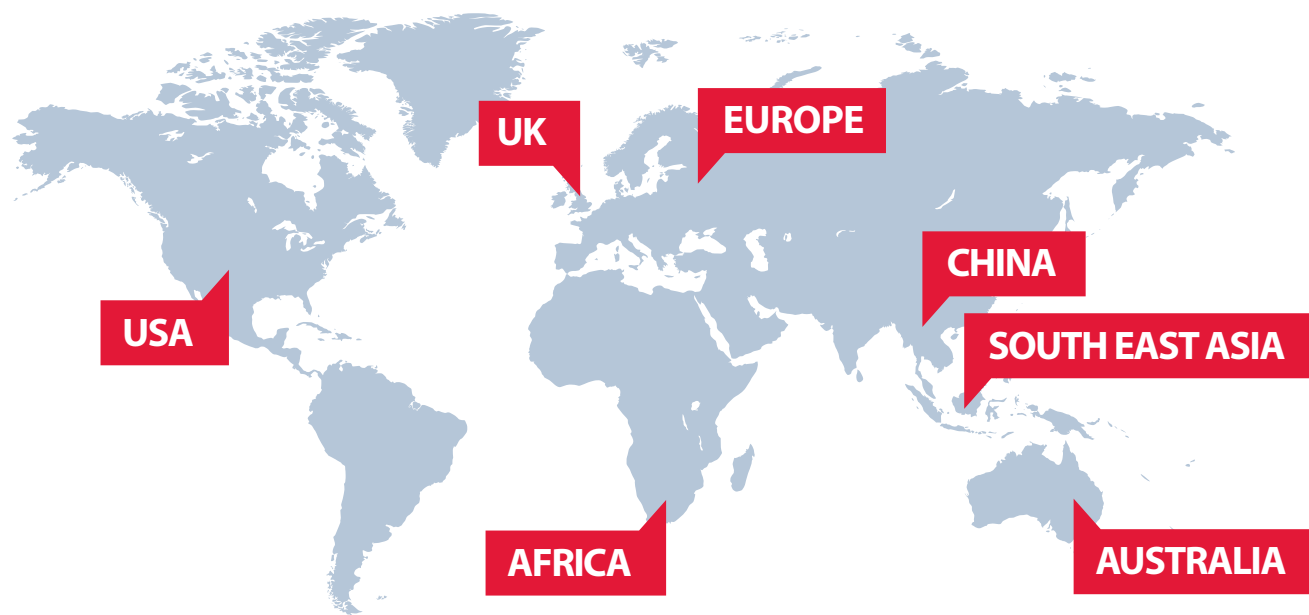 UK
EUROPE
CHINA
USA
SOUTH EAST ASIA
AFRICA
AUSTRALIA